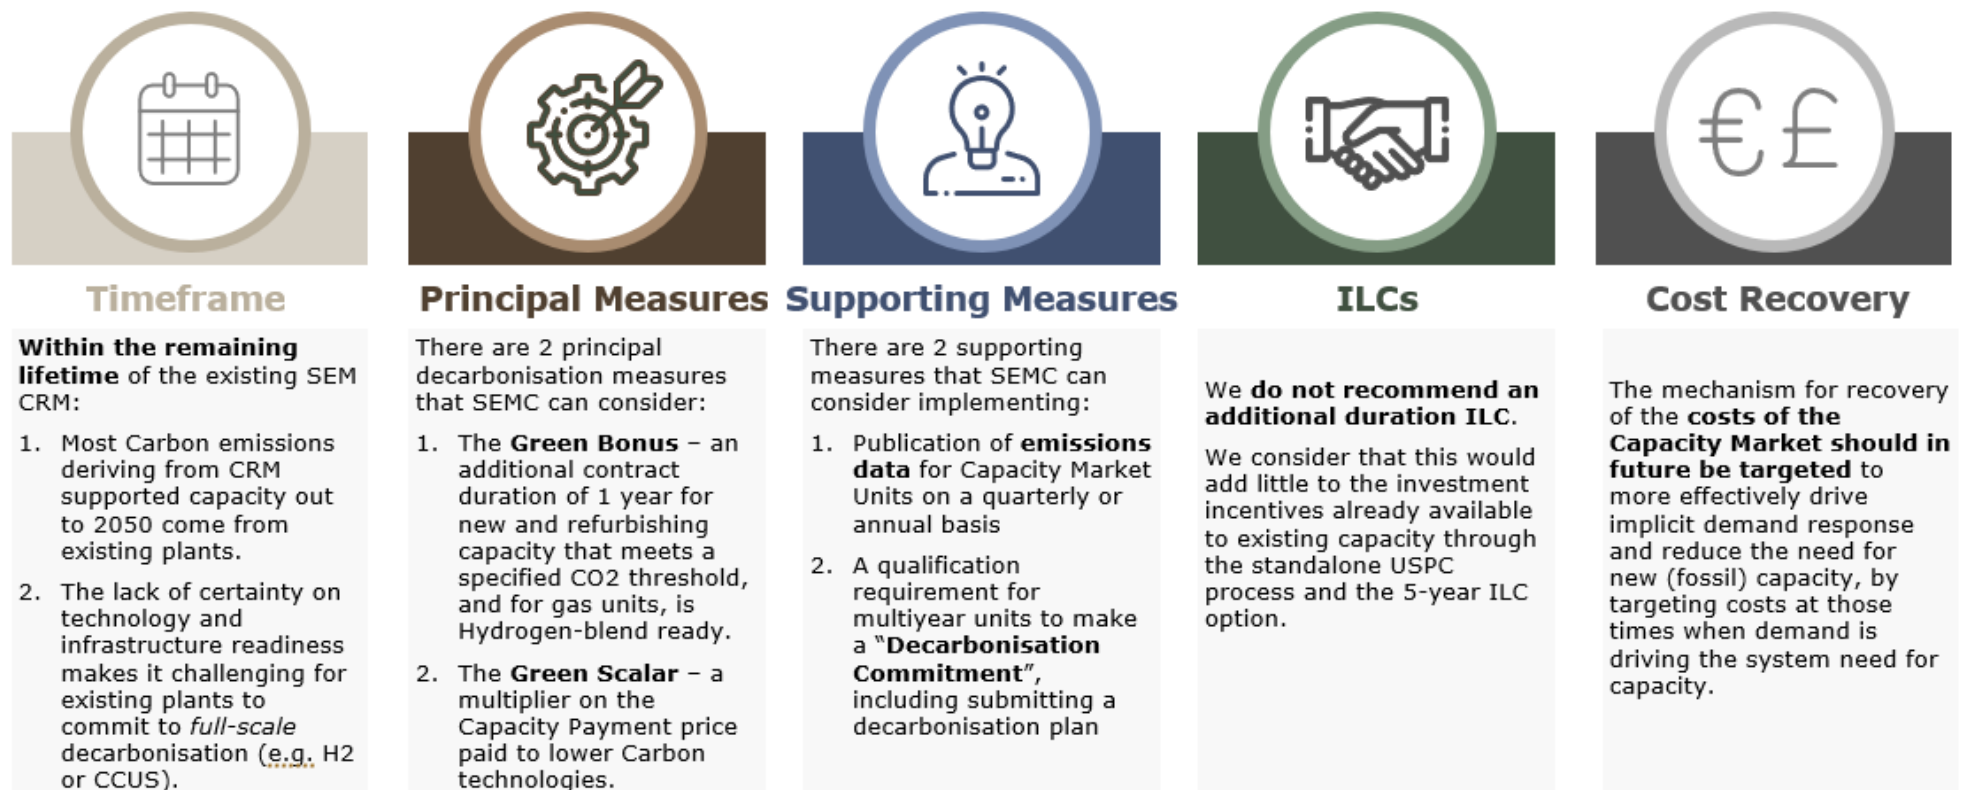 € £
Timeframe
Within the remaining
lifetime of the existing SEM
CRM:
1. Most Carbon emissions
deriving from CRM
supported capacity out
to 2050 come from
existing plants.
2. The lack of certainty on
technology and
infrastructure readiness
makes it challenging for
existing plants to
commit to full-scale
decarbonisation (e.g. H2
or CCUS).
Principal Measures
There are 2 principal
decarbonisation measures
that SEMC can consider:
1. The Green Bonus – an
additional contract
duration of 1 year for
new and refurbishing
capacity that meets a
specified CO2 threshold,
and for gas units, is
Hydrogen-blend ready.
2. The Green Scalar – a
multiplier on the
Capacity Payment price
paid to lower Carbon
technologies.
Supporting Measures
There are 2 supporting
measures that SEMC can
consider implementing:
1. Publication of emissions
data for Capacity Market
Units on a quarterly or
annual basis
2. A qualification
requirement for
multiyear units to make
a “Decarbonisation
Commitment”,
including submitting a
decarbonisation plan
ILCs
We do not recommend an
additional duration ILC.
We consider that this would
add little to the investment
incentives already available
to existing capacity through
the standalone USPC
process and the 5-year ILC
option.
Cost Recovery
The mechanism for recovery
of the costs of the
Capacity Market should in
future be targeted to
more effectively drive
implicit demand response
and reduce the need for
new (fossil) capacity, by
targeting costs at those
times when demand is
driving the system need for
capacity.